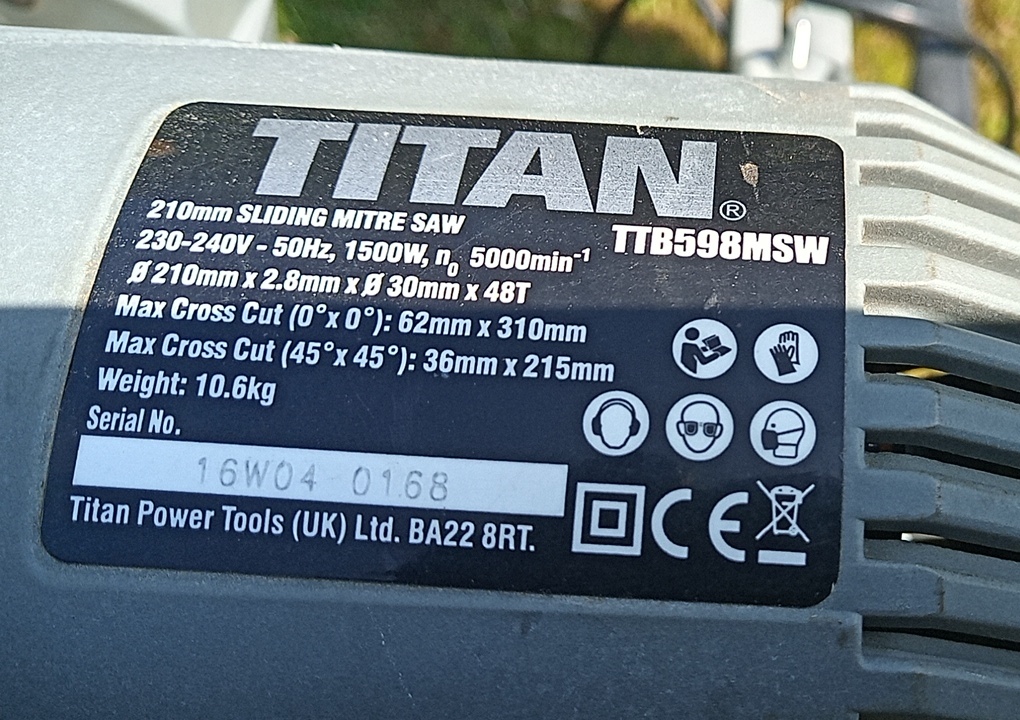 TITAN®
210mm SLIDING MITRE SAW
TTB598MSW
230-240V - 50Hz, 1500W, n₀ 5000min⁻¹
Ø 210mm x 2.8mm x Ø 30mm x 48T
Max Cross Cut (0°x 0°): 62mm x 310mm
Max Cross Cut (45°x 45°): 36mm x 215mm
Weight: 10.6kg
Serial No.
16W04 0168
Titan Power Tools (UK) Ltd. BA22 8RT.
CE